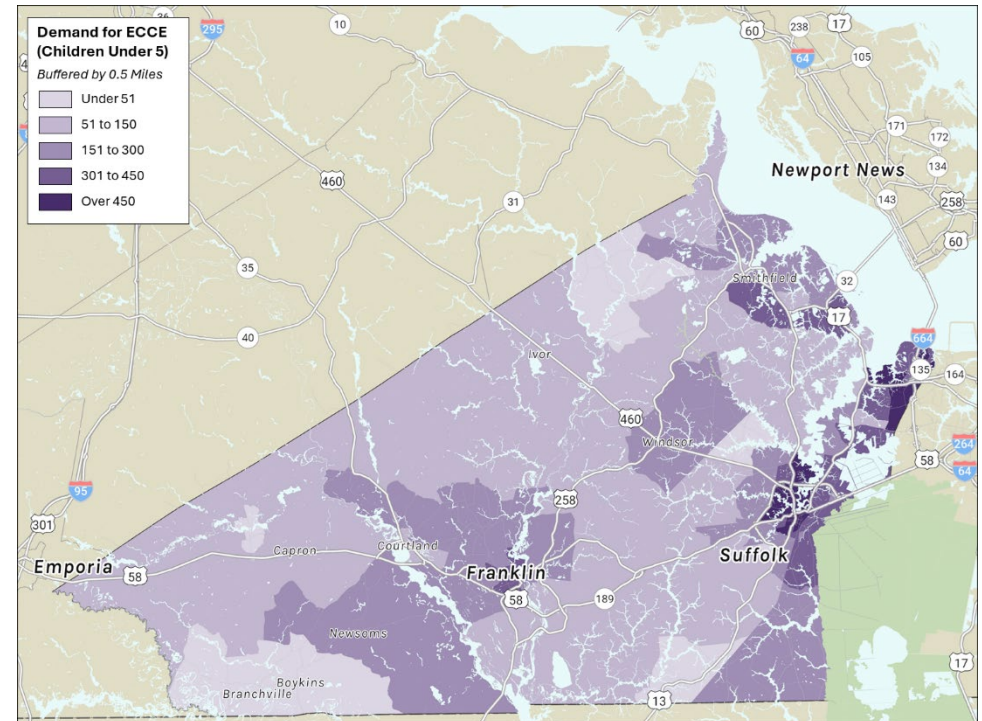 Demand for ECCE
(Children Under 5)
Buffered by 0.5 Miles
Under 51
51 to 150
151 to 300
301 to 450
Over 450
295
10
60
238
17
64
105
171
172
134
Newport News
143
258
60
460
31
35
40
Smithfield
32
17
664
135
164
Ivor
460
Windsor
264
58
64
95
301
258
Capron
Courtland
Emporia
58
Franklin
Suffolk
58
189
Newsoms
Boykins
Branchville
13
17